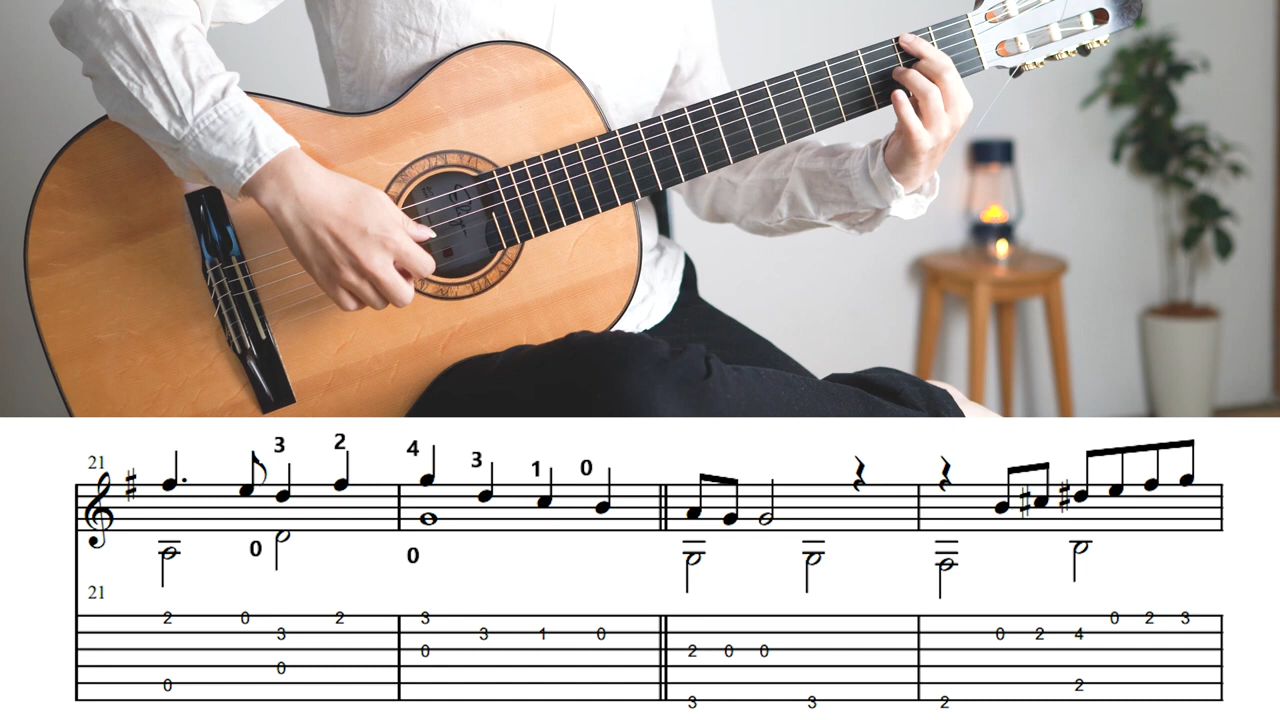 21 3 2 4 3 1 0
0 0
21
2 0 2 3 0 2 3
3 3 1 0 0 2 4
0 2 0 0
0
0 2
3 3 2